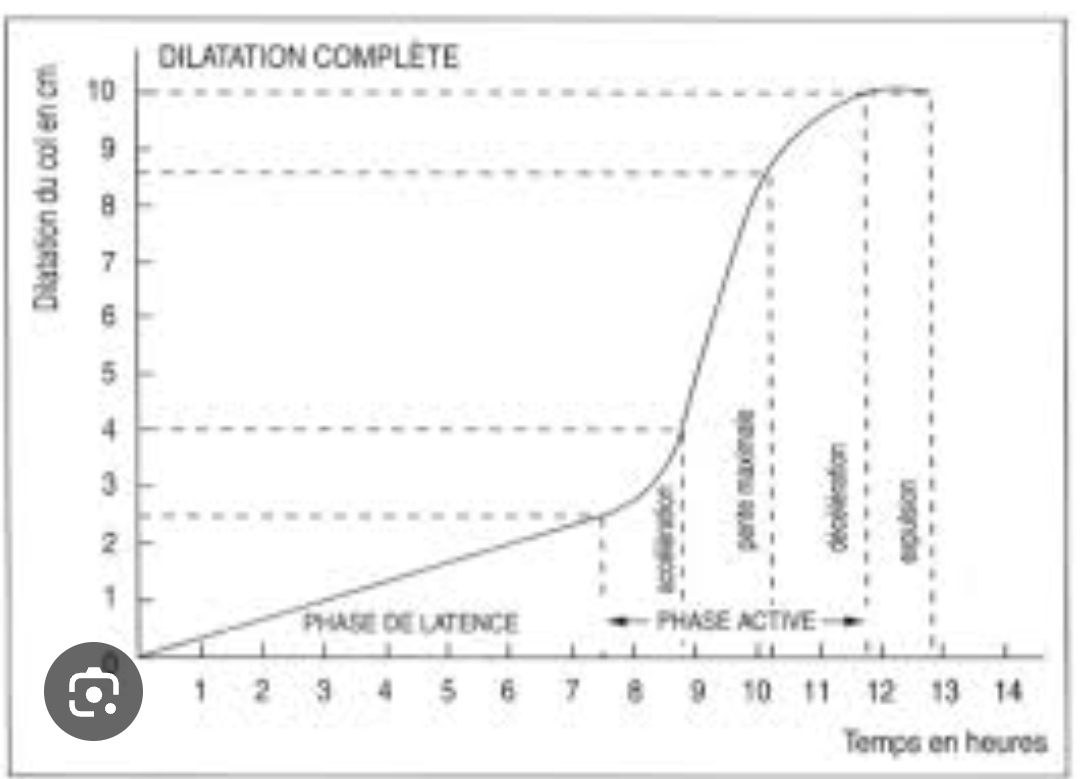 DILATATION COMPLÈTE
Dilatation du col en cm
10
9
8
7
6
5
4
3
2
1
0
accélération
pente maximale
décélération
expulsion
PHASE DE LATENCE
PHASE ACTIVE
1 2 3 4 5 6 7 8 9 10 11 12 13 14
Temps en heures